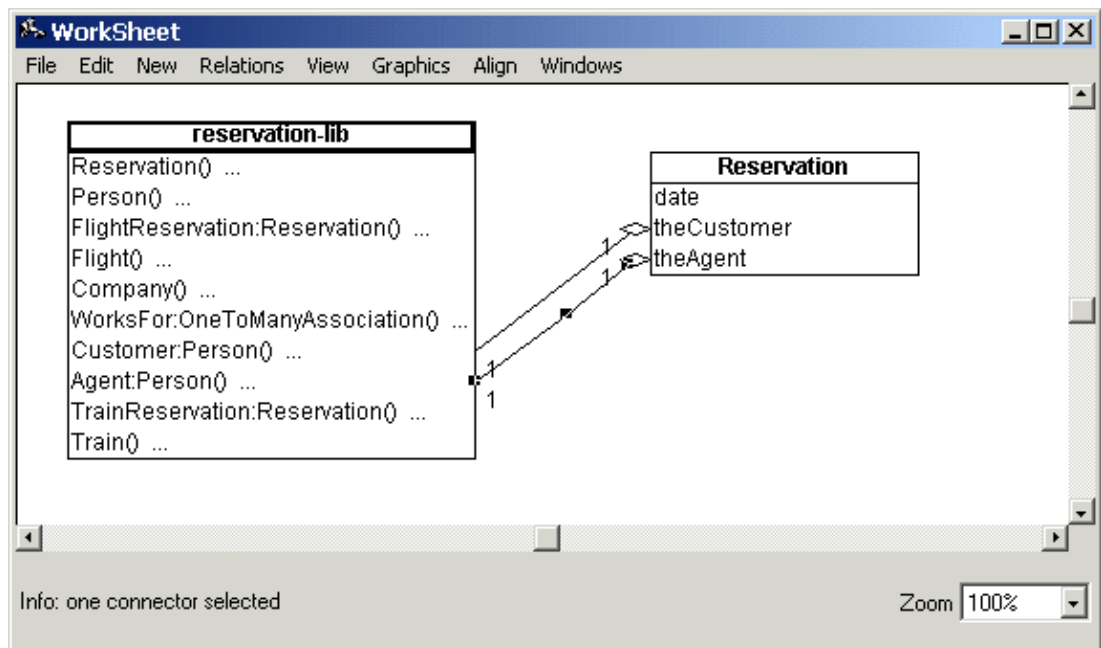 WorkSheet
File Edit New Relations View Graphics Align Windows
reservation-lib
Reservation() ...
Person() ...
FlightReservation:Reservation() ...
Flight() ...
Company() ...
WorksFor:OneToManyAssociation() ...
Customer:Person() ...
Agent:Person() ...
TrainReservation:Reservation() ...
Train() ...
1
1
1
1
Reservation
date
theCustomer
theAgent
Info: one connector selected
Zoom 100%